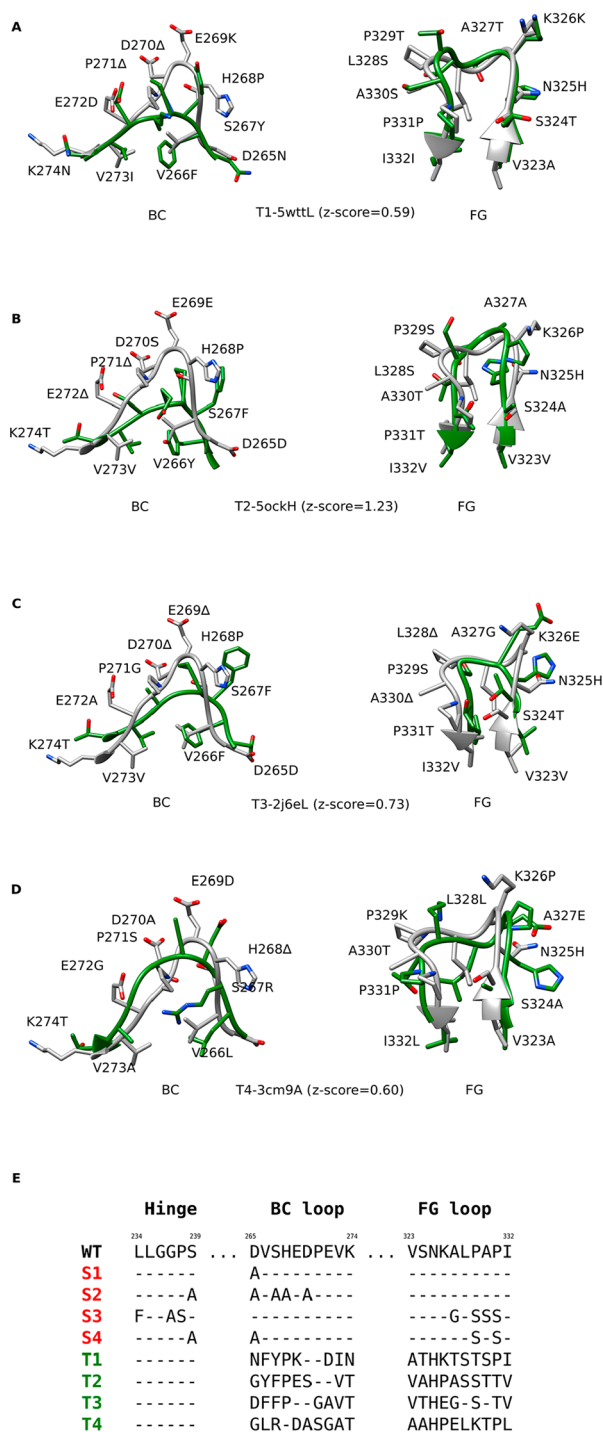 A
D270Δ E269K
P271Δ
H268P
E272D
S267Y
D265N
K274N
V273I V266F
P329T A327T K326K
L328S
A330S N325H
P331P S324T
I332I V323A
BC T1-5wttL (z-score=0.59) FG
B
E269E
D270S
P271Δ H268P
E272Δ
S267F
K274T D265D
V273V V266Y
A327A
P329S K326P
L328S N325H
A330T
S324A
P331T
I332V V323V
BC T2-5ockH (z-score=1.23) FG
C
E269Δ
D270Δ H268P
P271G
S267F
E272A
K274T
V266F D265D
V273V
L328Δ A327G K326E
P329S
N325H
A330Δ
S324T
P331T
I332V V323V
BC T3-2j6eL (z-score=0.73) FG
D
E269D
D270A
P271S
H268Δ
E272G
S267R
K274T
V266L
V273A
K326P
L328L
P329K A327E
A330T N325H
P331P
S324A
I332L V323A
BC T4-3cm9A (z-score=0.60) FG
E
Hinge BC loop FG loop
234 239 265 274 323 332
WT LLGGPS ... DVSHEDPEVK ... VSNKALPAPI
S1 ------ A--------- ----------
S2 -----A A-AA-D---- ----------
S3 F--AS- ---------- ----G-SSS-
S4 -----A A--------- ------S-S-
T1 ------ NFYPK--DIN ATHKTSTSPI
T2 ------ GYFPES--VT VAHPASSTTV
T3 ------ DFFP--GAVT VTHEG-S-TV
T4 ------ GLR-DASGAT AAHPELKTPL